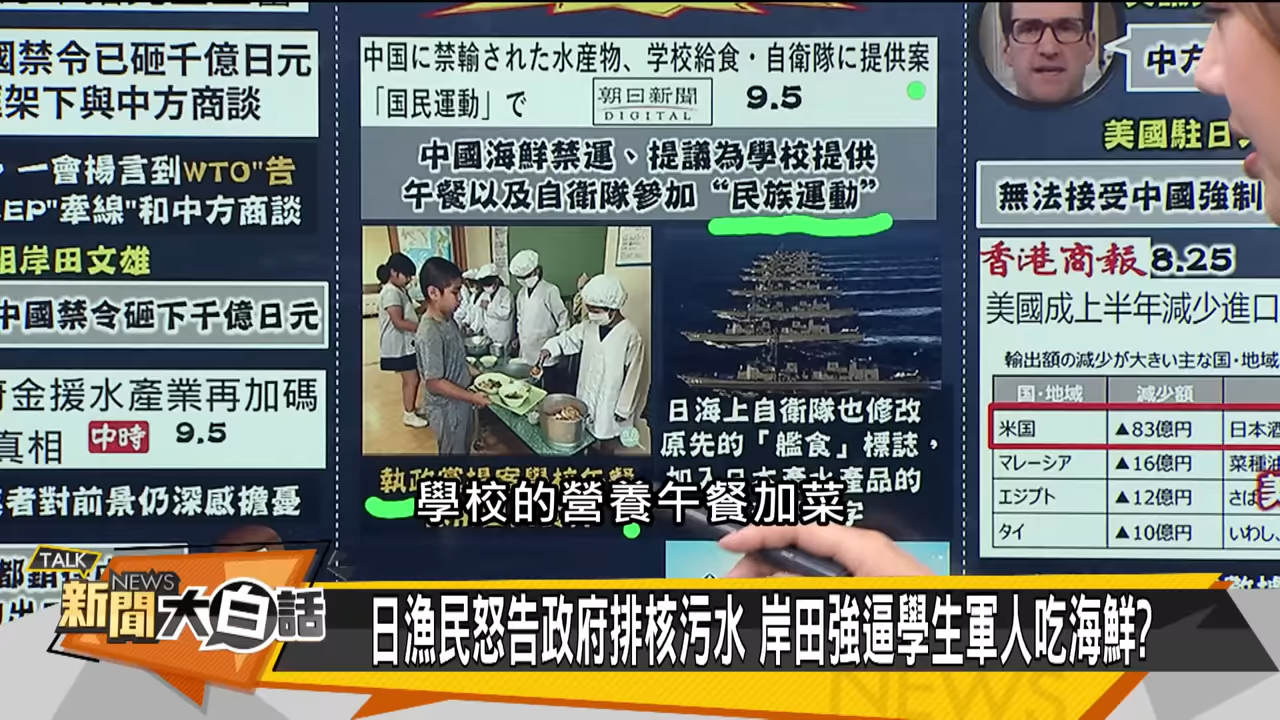 國禁令已砸千億日元
架下與中方商談
一會揚言到WTO"告
EP"牽線"和中方商談
岸田文雄
中國禁令砸下千億日元
金援水產業再加碼
真相 中時 9.5
者對前景仍深感擔憂
中国に禁輸された水産物、学校給食・自衛隊に提供案
「国民運動」で 朝日新聞 DIGITAL 9.5
中國海鮮禁運、提議為學校提供
午餐以及自衛隊參加“民族運動”
日海上自衛隊也修改
原先的「艦食」標誌，
加入日本產水產品的
學校的營養午餐加菜
中方
美國駐日
無法接受中國強制
香港商報 8.25
美國成上半年減少進口
輸出額の減少が大きい主な国・地域
国・地域 減少額
米国 ▲83億円 日本酒
マレーシア ▲16億円 菜種油
エジプト ▲12億円 さば
タイ ▲10億円 いわし、
TALK NEWS
新聞大白話
日漁民怒告政府排核污水 岸田強逼學生軍人吃海鮮?
NEWS